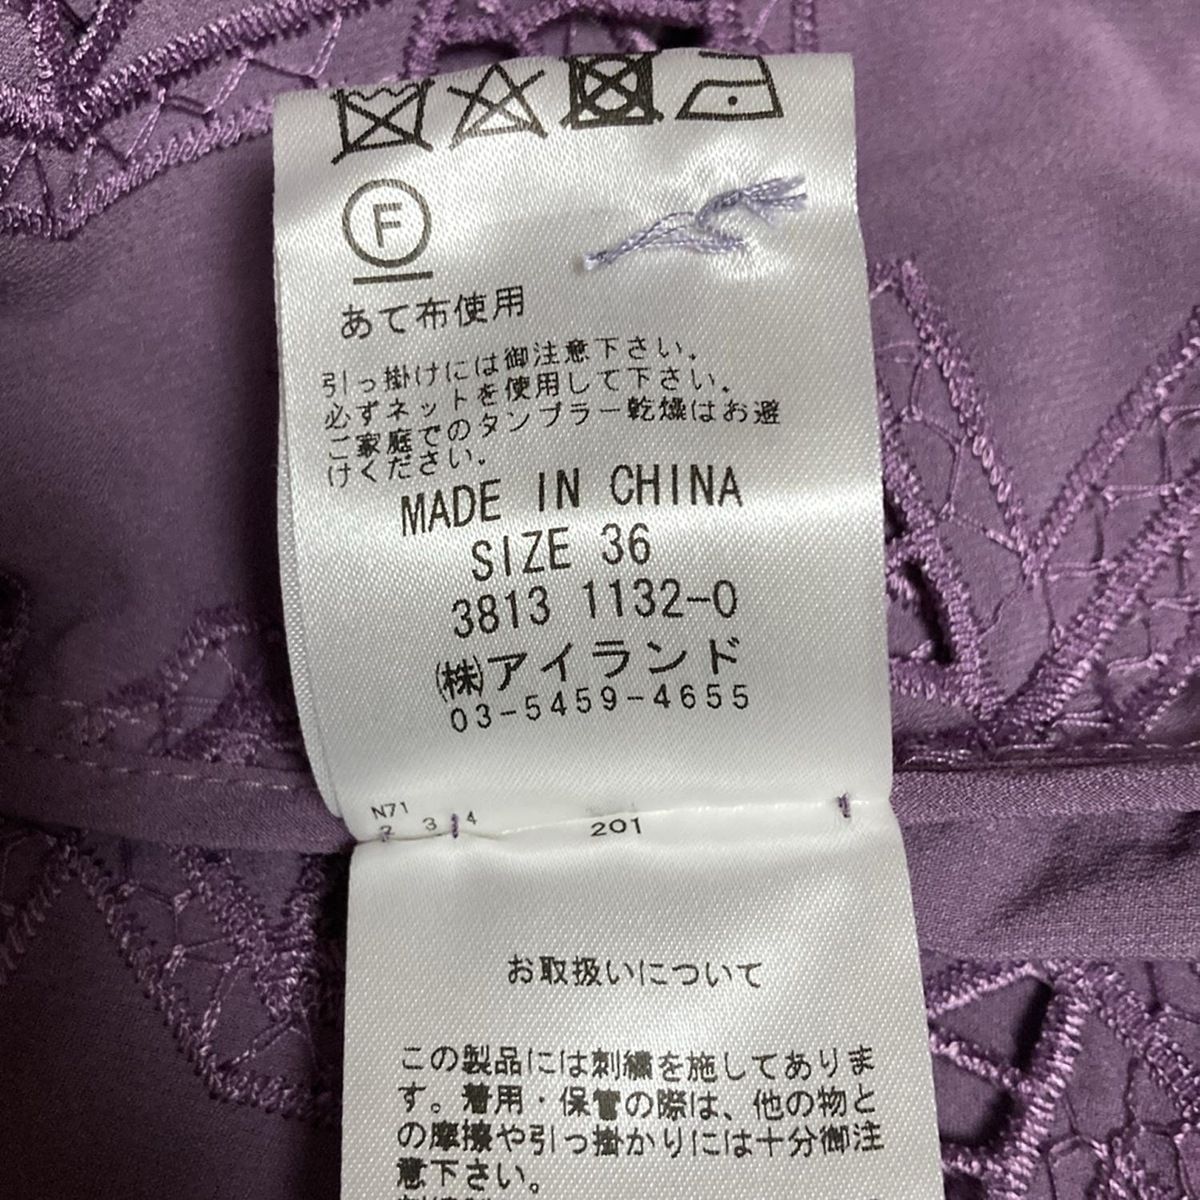 F
あて布使用
引っ掛けには御注意下さい。
必ずネットを使用して下さい。
ご家庭でのタンブラー乾燥はお避
けください。
MADE IN CHINA
SIZE 36
3813 1132-0
㈱アイランド
03-5459-4655
N71
2 3 4
201
お取扱いについて
この製品には刺繍を施してありま
す。着用・保管の際は、他の物と
の摩擦や引っ掛かりには十分御注
意下さい。